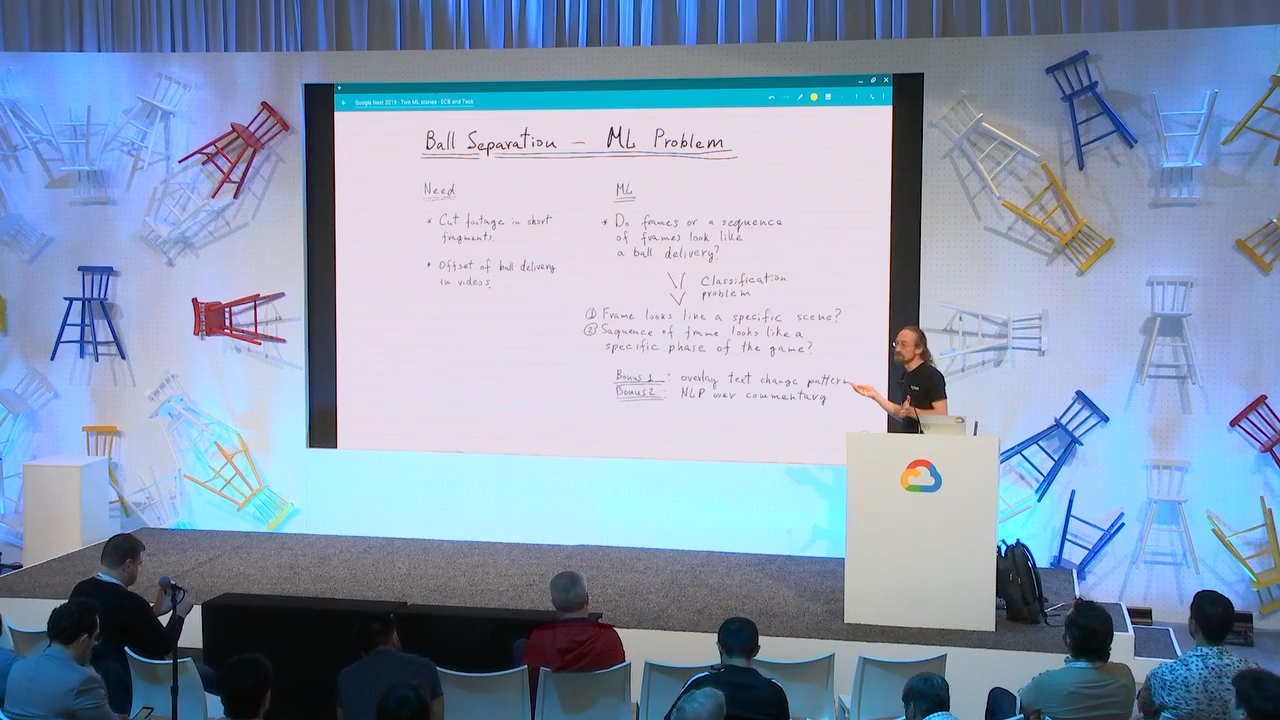 Google Next 2019 - Two ML stories - ECB and Teck
Ball Separation - ML Problem
Need
* Cut footage in short
fragments.
* Offset of ball delivery
in videos.
ML
* Do frames or a sequence
of frames look like
a ball delivery?
Classification
problem
① Frame looks like a specific scene?
② Sequence of frame looks like a
specific phase of the game?
Bonus 1: overlay text change pattern
Bonus 2 NLP over commentary